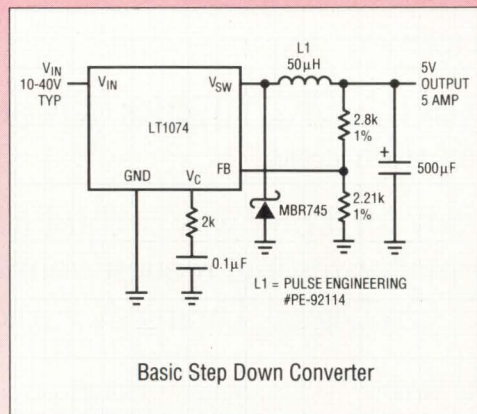 L1
50µH
V_IN
10-40V
TYP
V_IN
V_SW
5V
OUTPUT
5 AMP
LT1074
2.8k
1%
+
500µF
GND
V_C
FB
2k
MBR745
2.21k
1%
0.1µF
L1 = PULSE ENGINEERING
#PE-92114
Basic Step Down Converter